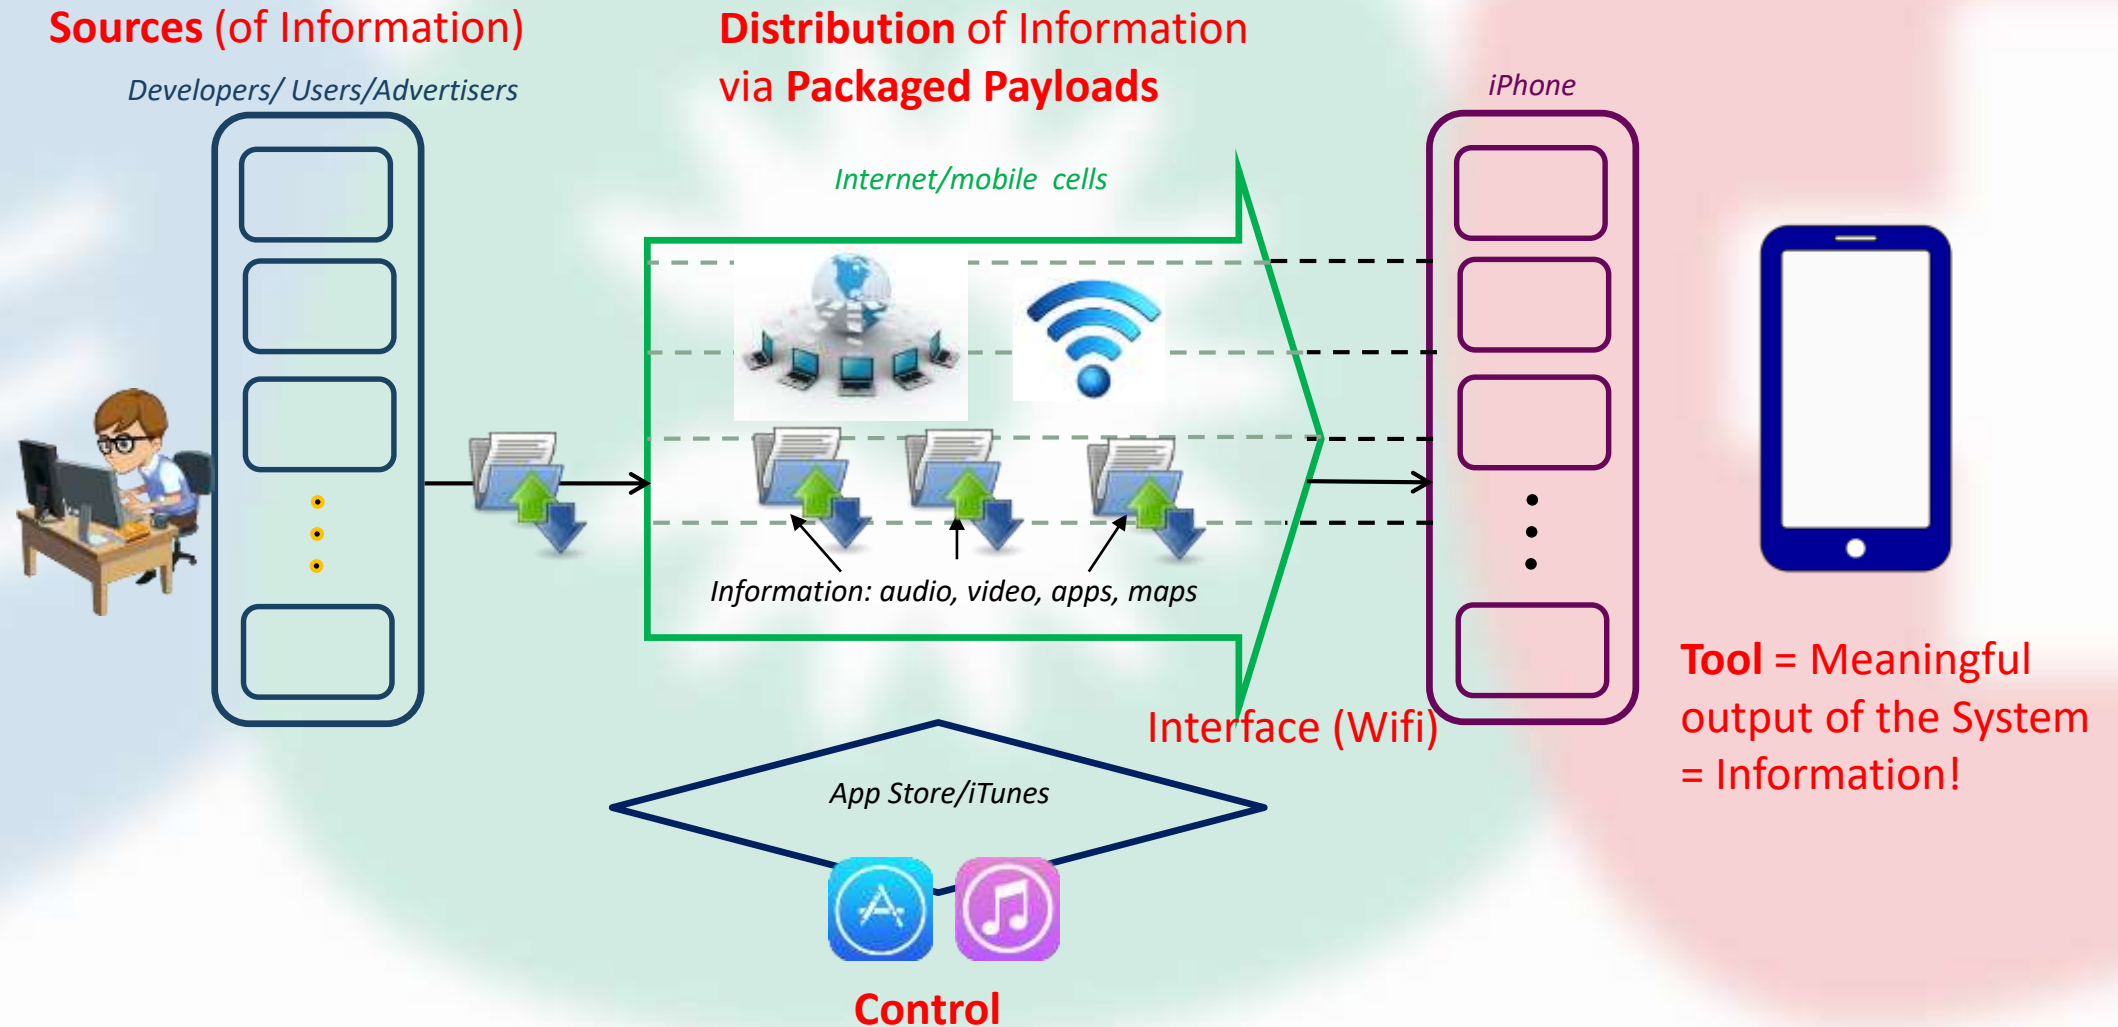 Sources (of Information)
Developers/ Users/Advertisers
Distribution of Information
via Packaged Payloads
iPhone
Internet/mobile cells
Information: audio, video, apps, maps
Interface (Wifi)
Tool = Meaningful
output of the System
= Information!
App Store/iTunes
Control